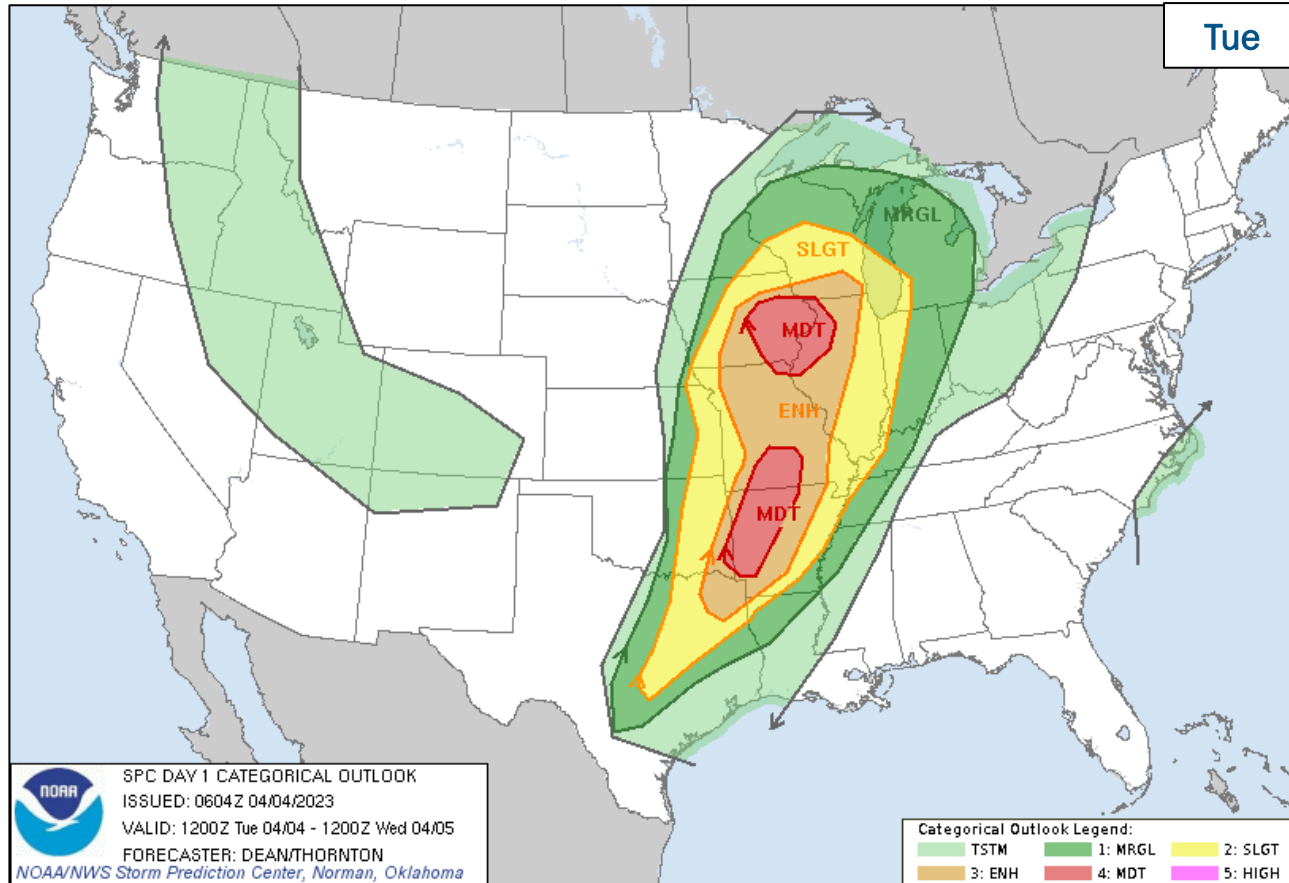 Tue
MRGL
SLGT
MDT
ENH
MDT
NOAA
SPC DAY 1 CATEGORICAL OUTLOOK
ISSUED: 0604Z 04/04/2023
VALID: 1200Z Tue 04/04 - 1200Z Wed 04/05
FORECASTER: DEAN/THORNTON
NOAA/NWS Storm Prediction Center, Norman, Oklahoma
Categorical Outlook Legend:
TSTM 1: MRGL 2: SLGT
3: ENH 4: MDT 5: HIGH